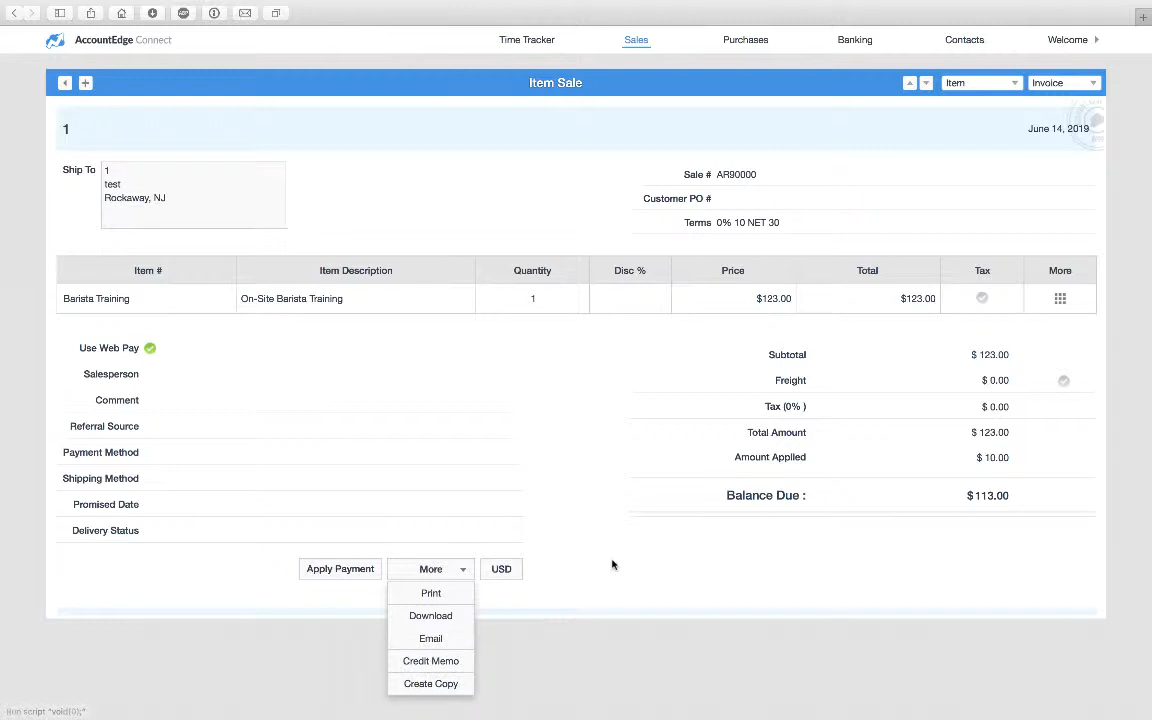 AccountEdge Connect
Time Tracker
Sales
Purchases
Banking
Contacts
Welcome
Item Sale
Item
Invoice
1
June 14, 2019
Ship To
1
test
Rockaway, NJ
Sale # AR90000
Customer PO #
Terms 0% 10 NET 30
Item # Item Description Quantity Disc % Price Total Tax More
Barista Training On-Site Barista Training 1 $123.00 $123.00
Use Web Pay
Salesperson
Comment
Referral Source
Payment Method
Shipping Method
Promised Date
Delivery Status
Subtotal $ 123.00
Freight $ 0.00
Tax (0% ) $ 0.00
Total Amount $ 123.00
Amount Applied $ 10.00
Balance Due : $113.00
Apply Payment
More
USD
Print
Download
Email
Credit Memo
Create Copy
Run script "void(0);"